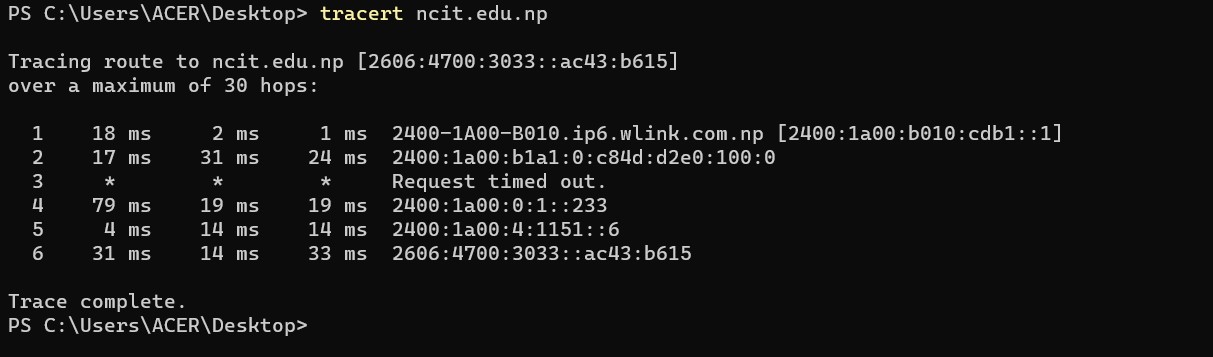 PS C:\Users\ACER\Desktop> tracert ncit.edu.np
Tracing route to ncit.edu.np [2606:4700:3033::ac43:b615]
over a maximum of 30 hops:
1 18 ms 2 ms 1 ms 2400-1A00-B010.ip6.wlink.com.np [2400:1a00:b010:cdb1::1]
2 17 ms 31 ms 24 ms 2400:1a00:b1a1:0:c84d:d2e0:100:0
3 * * * Request timed out.
4 79 ms 19 ms 19 ms 2400:1a00:0:1::233
5 4 ms 14 ms 14 ms 2400:1a00:4:1151::6
6 31 ms 14 ms 33 ms 2606:4700:3033::ac43:b615
Trace complete.
PS C:\Users\ACER\Desktop>